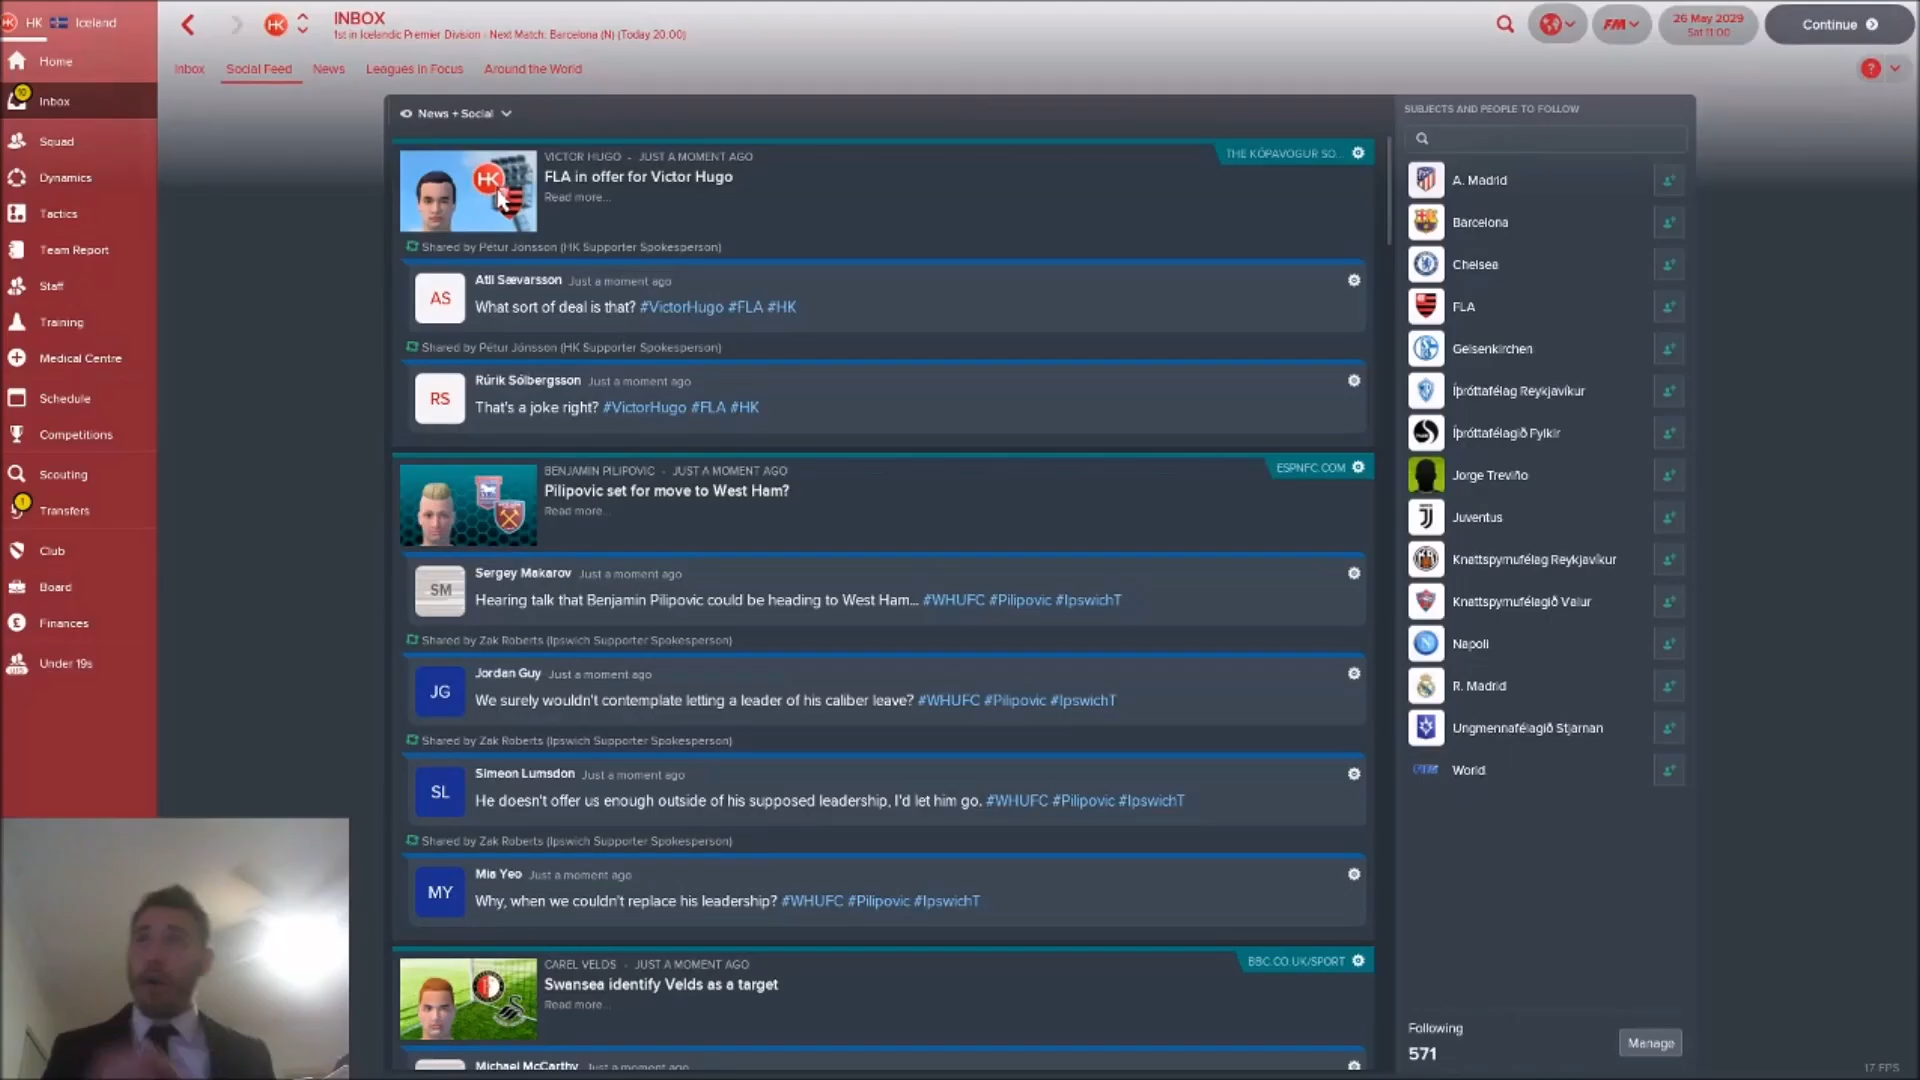 HK Iceland
INBOX
1st in Icelandic Premier Division - Next Match: Barcelona (N) (Today 20:00)
FM
26 May 2029
Sat 11:00
Continue
Inbox Social Feed News Leagues In Focus Around the World
Home
10
Inbox
Squad
Dynamics
Tactics
Team Report
Staff
Training
Medical Centre
Schedule
Competitions
Scouting
1
Transfers
Club
Board
Finances
Under 19s
News + Social
VICTOR HUGO - JUST A MOMENT AGO
THE KÓPAVOGUR SO...
FLA in offer for Victor Hugo
Read more...
HK
Shared by Pétur Jónsson (HK Supporter Spokesperson)
AS
Atli Sævarsson Just a moment ago
What sort of deal is that? #VictorHugo #FLA #HK
Shared by Pétur Jónsson (HK Supporter Spokesperson)
RS
Rúrik Sólbergsson Just a moment ago
That's a joke right? #VictorHugo #FLA #HK
BENJAMIN PILIPOVIC - JUST A MOMENT AGO
ESPNFC.COM
Pilipovic set for move to West Ham?
Read more...
SM
Sergey Makarov Just a moment ago
Hearing talk that Benjamin Pilipovic could be heading to West Ham... #WHUFC #Pilipovic #IpswichT
Shared by Zak Roberts (Ipswich Supporter Spokesperson)
JG
Jordan Guy Just a moment ago
We surely wouldn't contemplate letting a leader of his caliber leave? #WHUFC #Pilipovic #IpswichT
Shared by Zak Roberts (Ipswich Supporter Spokesperson)
SL
Simeon Lumsdon Just a moment ago
He doesn't offer us enough outside of his supposed leadership, I'd let him go. #WHUFC #Pilipovic #IpswichT
Shared by Zak Roberts (Ipswich Supporter Spokesperson)
MY
Mia Yeo Just a moment ago
Why, when we couldn't replace his leadership? #WHUFC #Pilipovic #IpswichT
CAREL VELDS - JUST A MOMENT AGO
BBC.CO.UK/SPORT
Swansea identify Velds as a target
Read more...
Michael McCarthy Just a moment ago
SUBJECTS AND PEOPLE TO FOLLOW
A. Madrid
Barcelona
Chelsea
FLA
Gelsenkirchen
Íþróttafélag Reykjavíkur
Íþróttafélagið Fylkir
Jorge Treviño
Juventus
Knattspyrnufélag Reykjavíkur
Knattspyrnufélagið Valur
Napoli
R. Madrid
Ungmennafélagið Stjarnan
World
Following
571
Manage
17 FPS